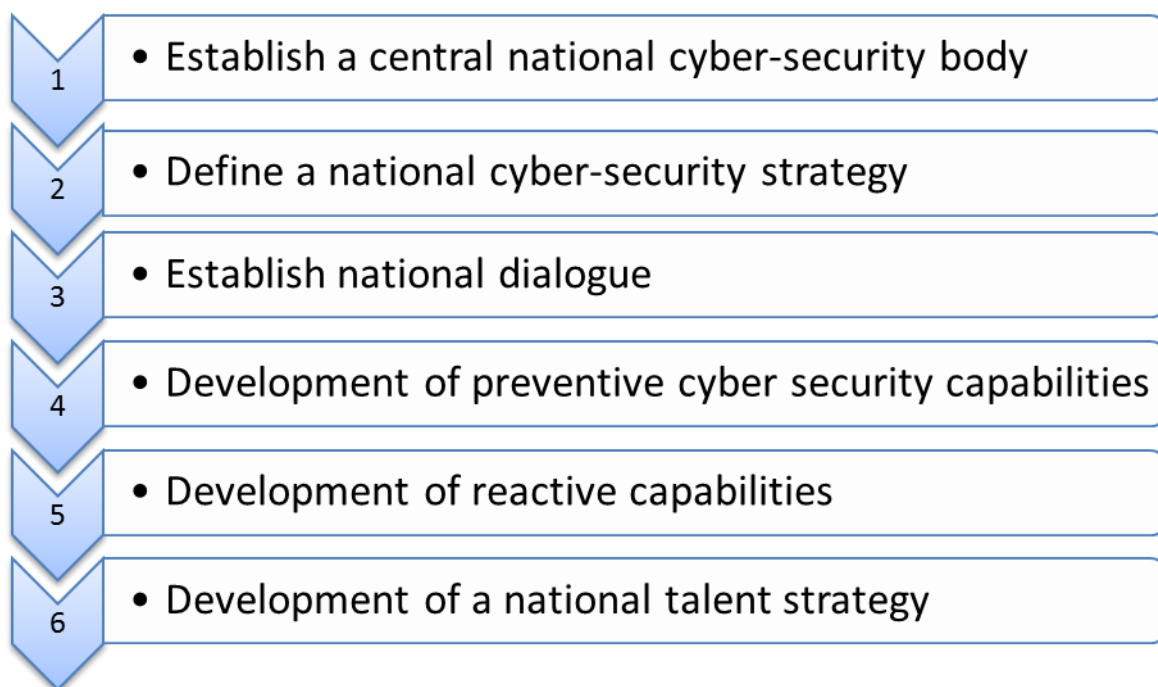 1
• Establish a central national cyber-security body
2
• Define a national cyber-security strategy
3
• Establish national dialogue
4
• Development of preventive cyber security capabilities
5
• Development of reactive capabilities
6
• Development of a national talent strategy